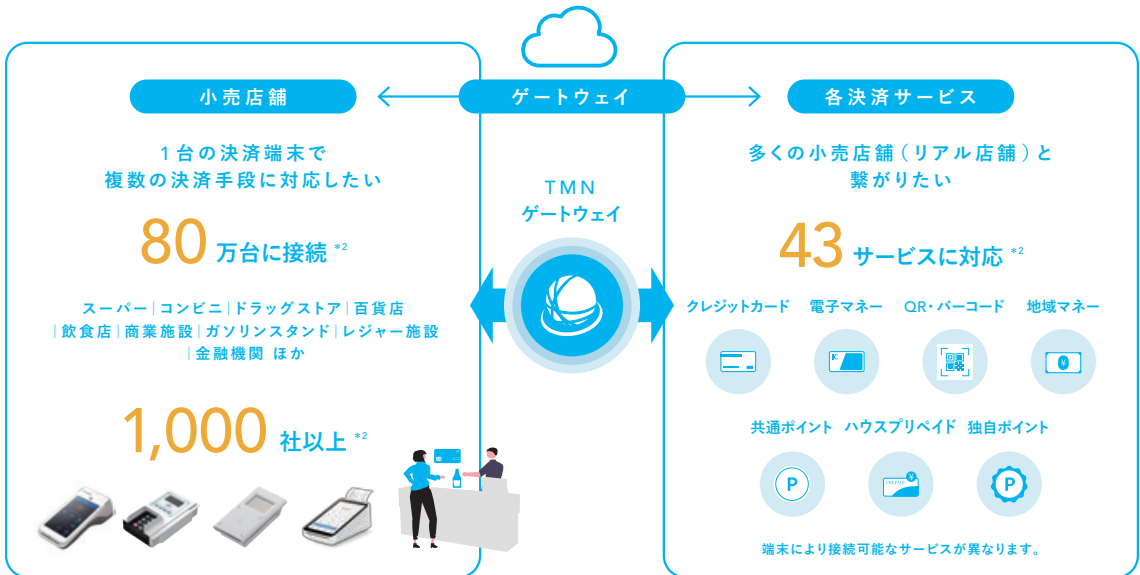 小売店舗
ゲートウェイ
各決済サービス
1台の決済端末で
複数の決済手段に対応したい
80万台に接続 *2
スーパー|コンビニ|ドラッグストア|百貨店
|飲食店|商業施設|ガソリンスタンド|レジャー施設
|金融機関 ほか
1,000社以上 *2
TMN
ゲートウェイ
多くの小売店舗(リアル店舗)と
繋がりたい
43サービスに対応 *2
クレジットカード 電子マネー QR・バーコード 地域マネー
¥
共通ポイント ハウスプリペイド 独自ポイント
P ¥ P
端末により接続可能なサービスが異なります。